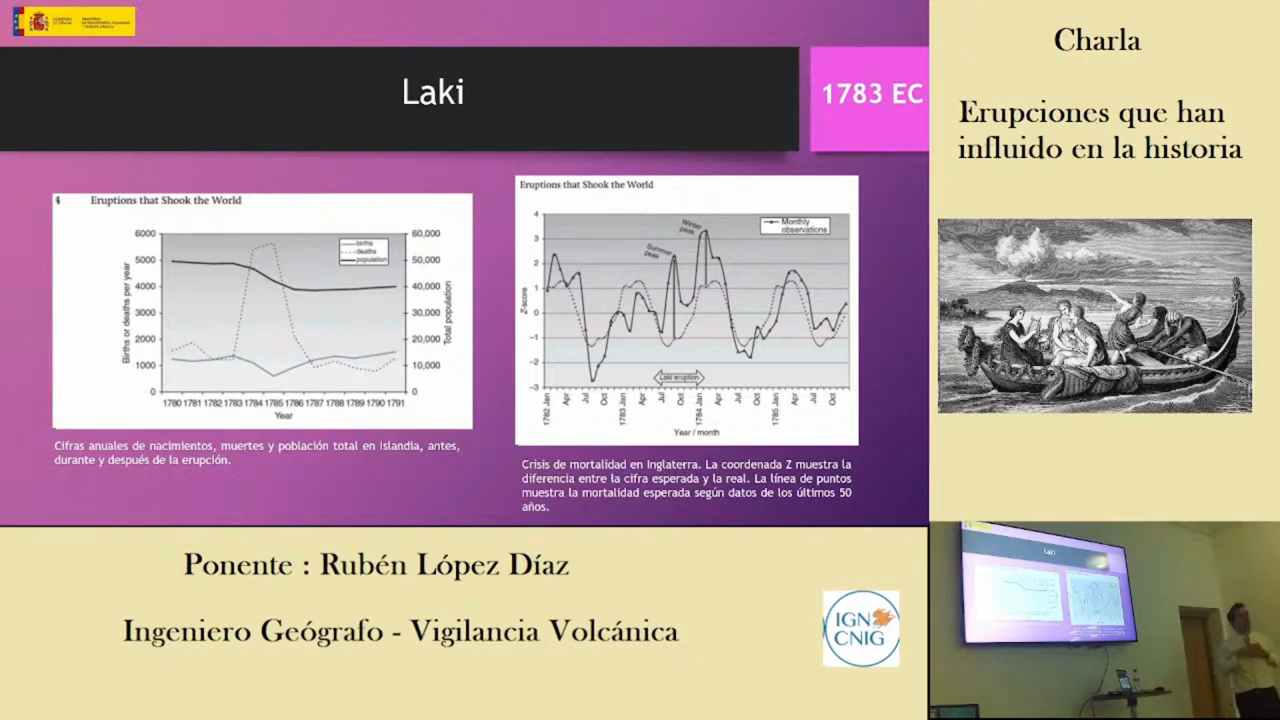 GOBIERNO DE ESPAÑA
MINISTERIO
Laki
1783 EC
4 Eruptions that Shook the World
6000
5000
4000
3000
2000
1000
0
Births or deaths per year
births
deaths
population
60,000
50,000
40,000
30,000
20,000
10,000
0
Total population
1780 1781 1782 1783 1784 1785 1786 1787 1788 1789 1790 1791
Year
Cifras anuales de nacimientos, muertes y población total en Islandia, antes,
durante y después de la erupción.
Eruptions that Shook the World
4
3
2
1
0
−1
−2
−3
Z-score
Summer peak
Winter peak
Monthly
observations
Laki eruption
1782 Jan Apr Jul Oct 1783 Jan Apr Jul Oct 1784 Jan Apr Jul Oct 1785 Jan Apr Jul Oct
Year / month
Crisis de mortalidad en Inglaterra. La coordenada Z muestra la
diferencia entre la cifra esperada y la real. La línea de puntos
muestra la mortalidad esperada según datos de los últimos 50
años.
Charla
Erupciones que han
influido en la historia
Ponente : Rubén López Díaz
Ingeniero Geógrafo - Vigilancia Volcánica
IGN
CNIG
Laki